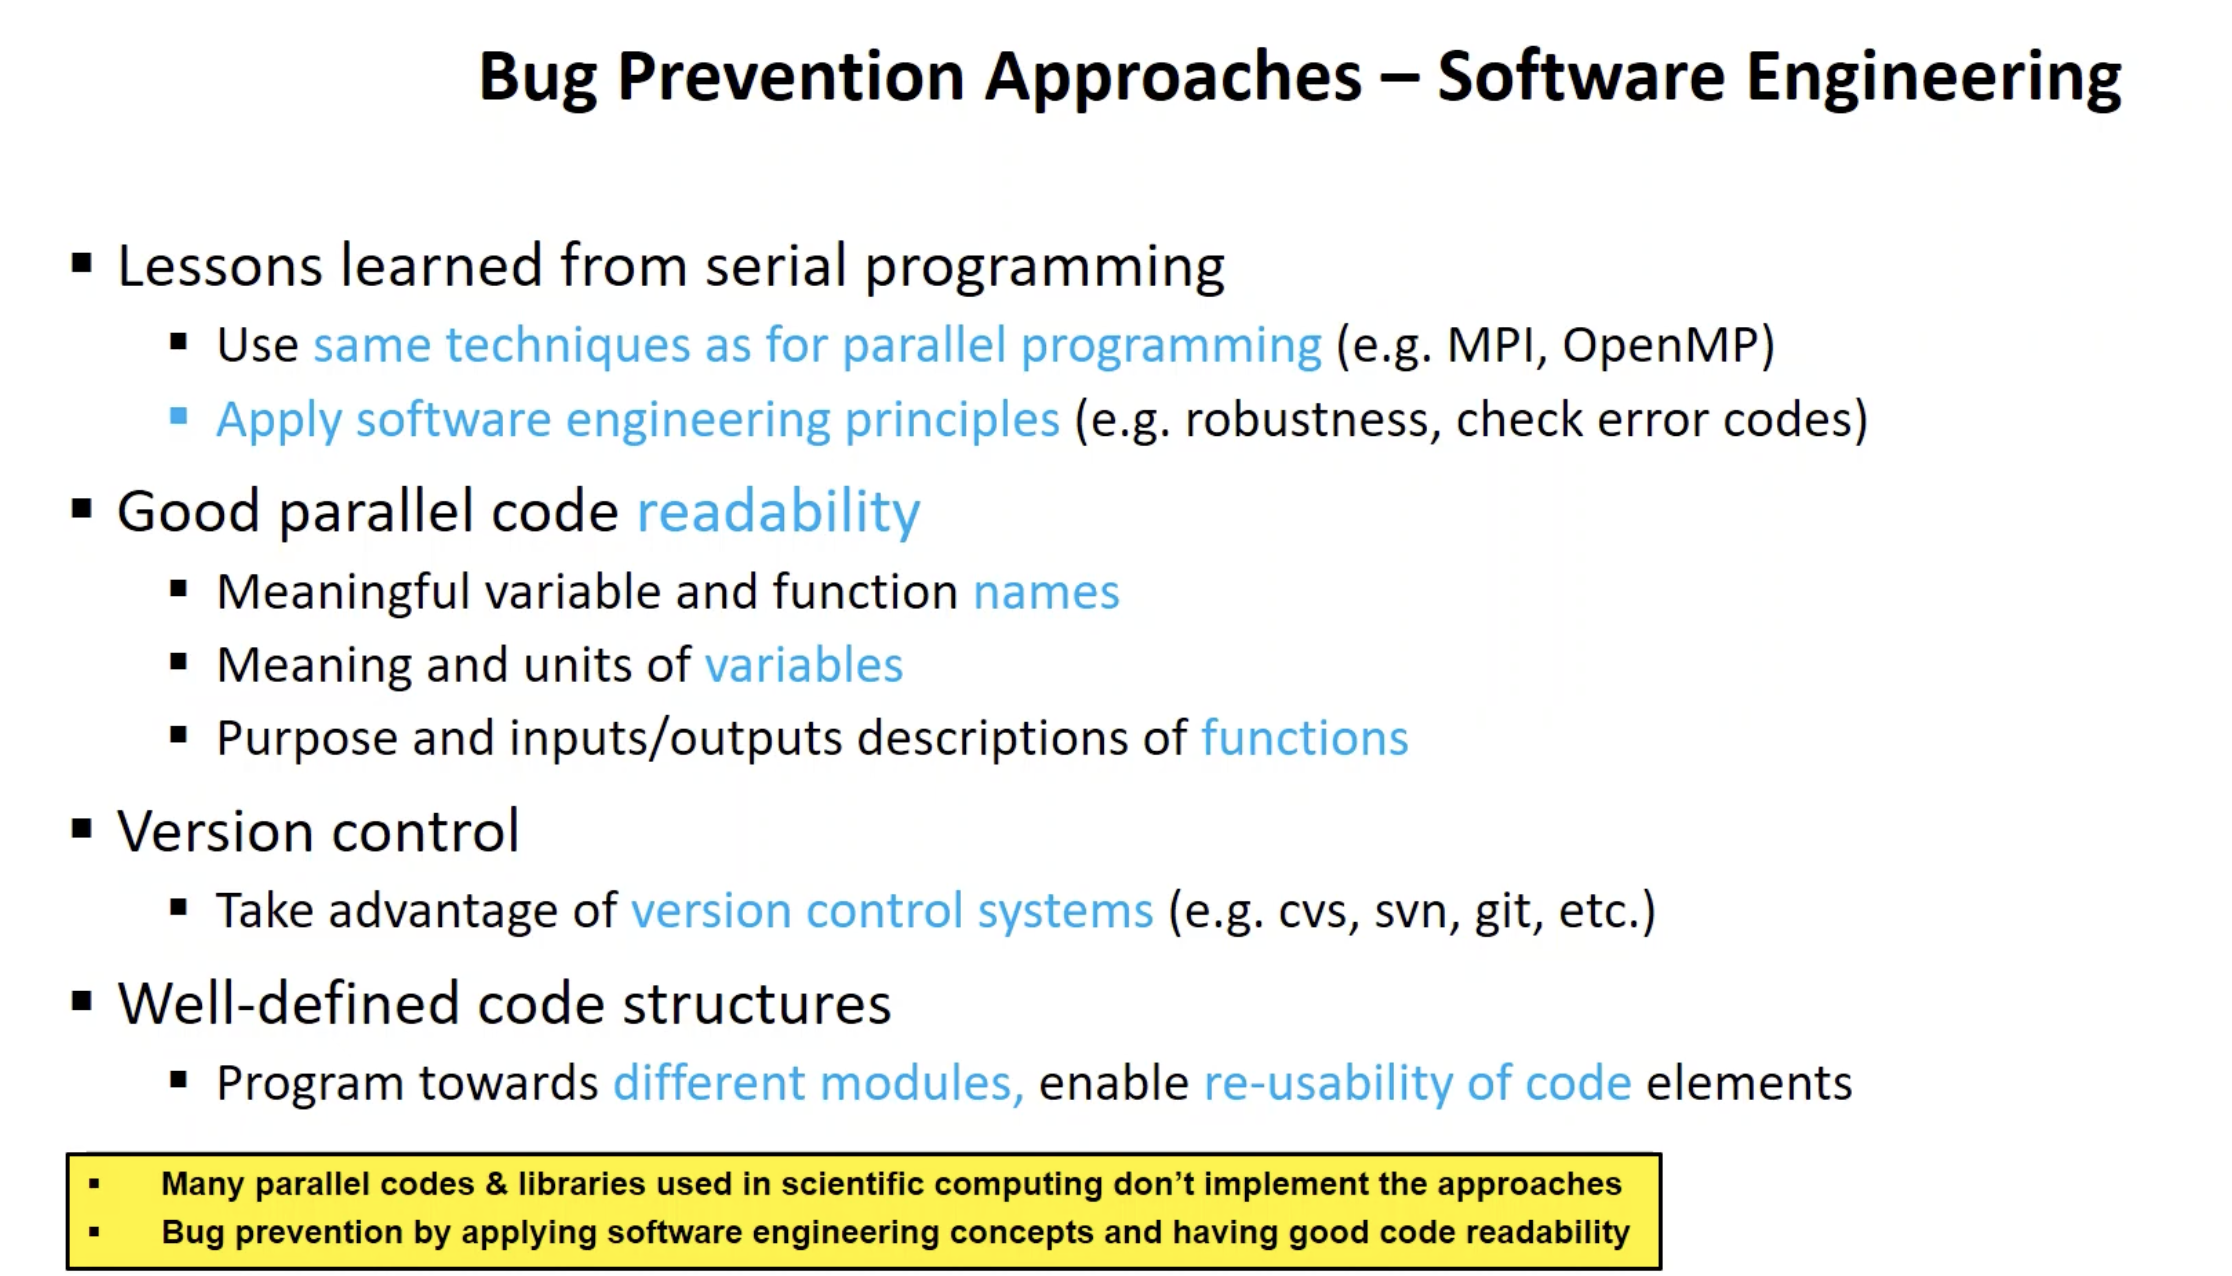 Bug Prevention Approaches – Software Engineering
▪ Lessons learned from serial programming
▪ Use same techniques as for parallel programming (e.g. MPI, OpenMP)
▪ Apply software engineering principles (e.g. robustness, check error codes)
▪ Good parallel code readability
▪ Meaningful variable and function names
▪ Meaning and units of variables
▪ Purpose and inputs/outputs descriptions of functions
▪ Version control
▪ Take advantage of version control systems (e.g. cvs, svn, git, etc.)
▪ Well-defined code structures
▪ Program towards different modules, enable re-usability of code elements
▪ Many parallel codes & libraries used in scientific computing don’t implement the approaches
▪ Bug prevention by applying software engineering concepts and having good code readability